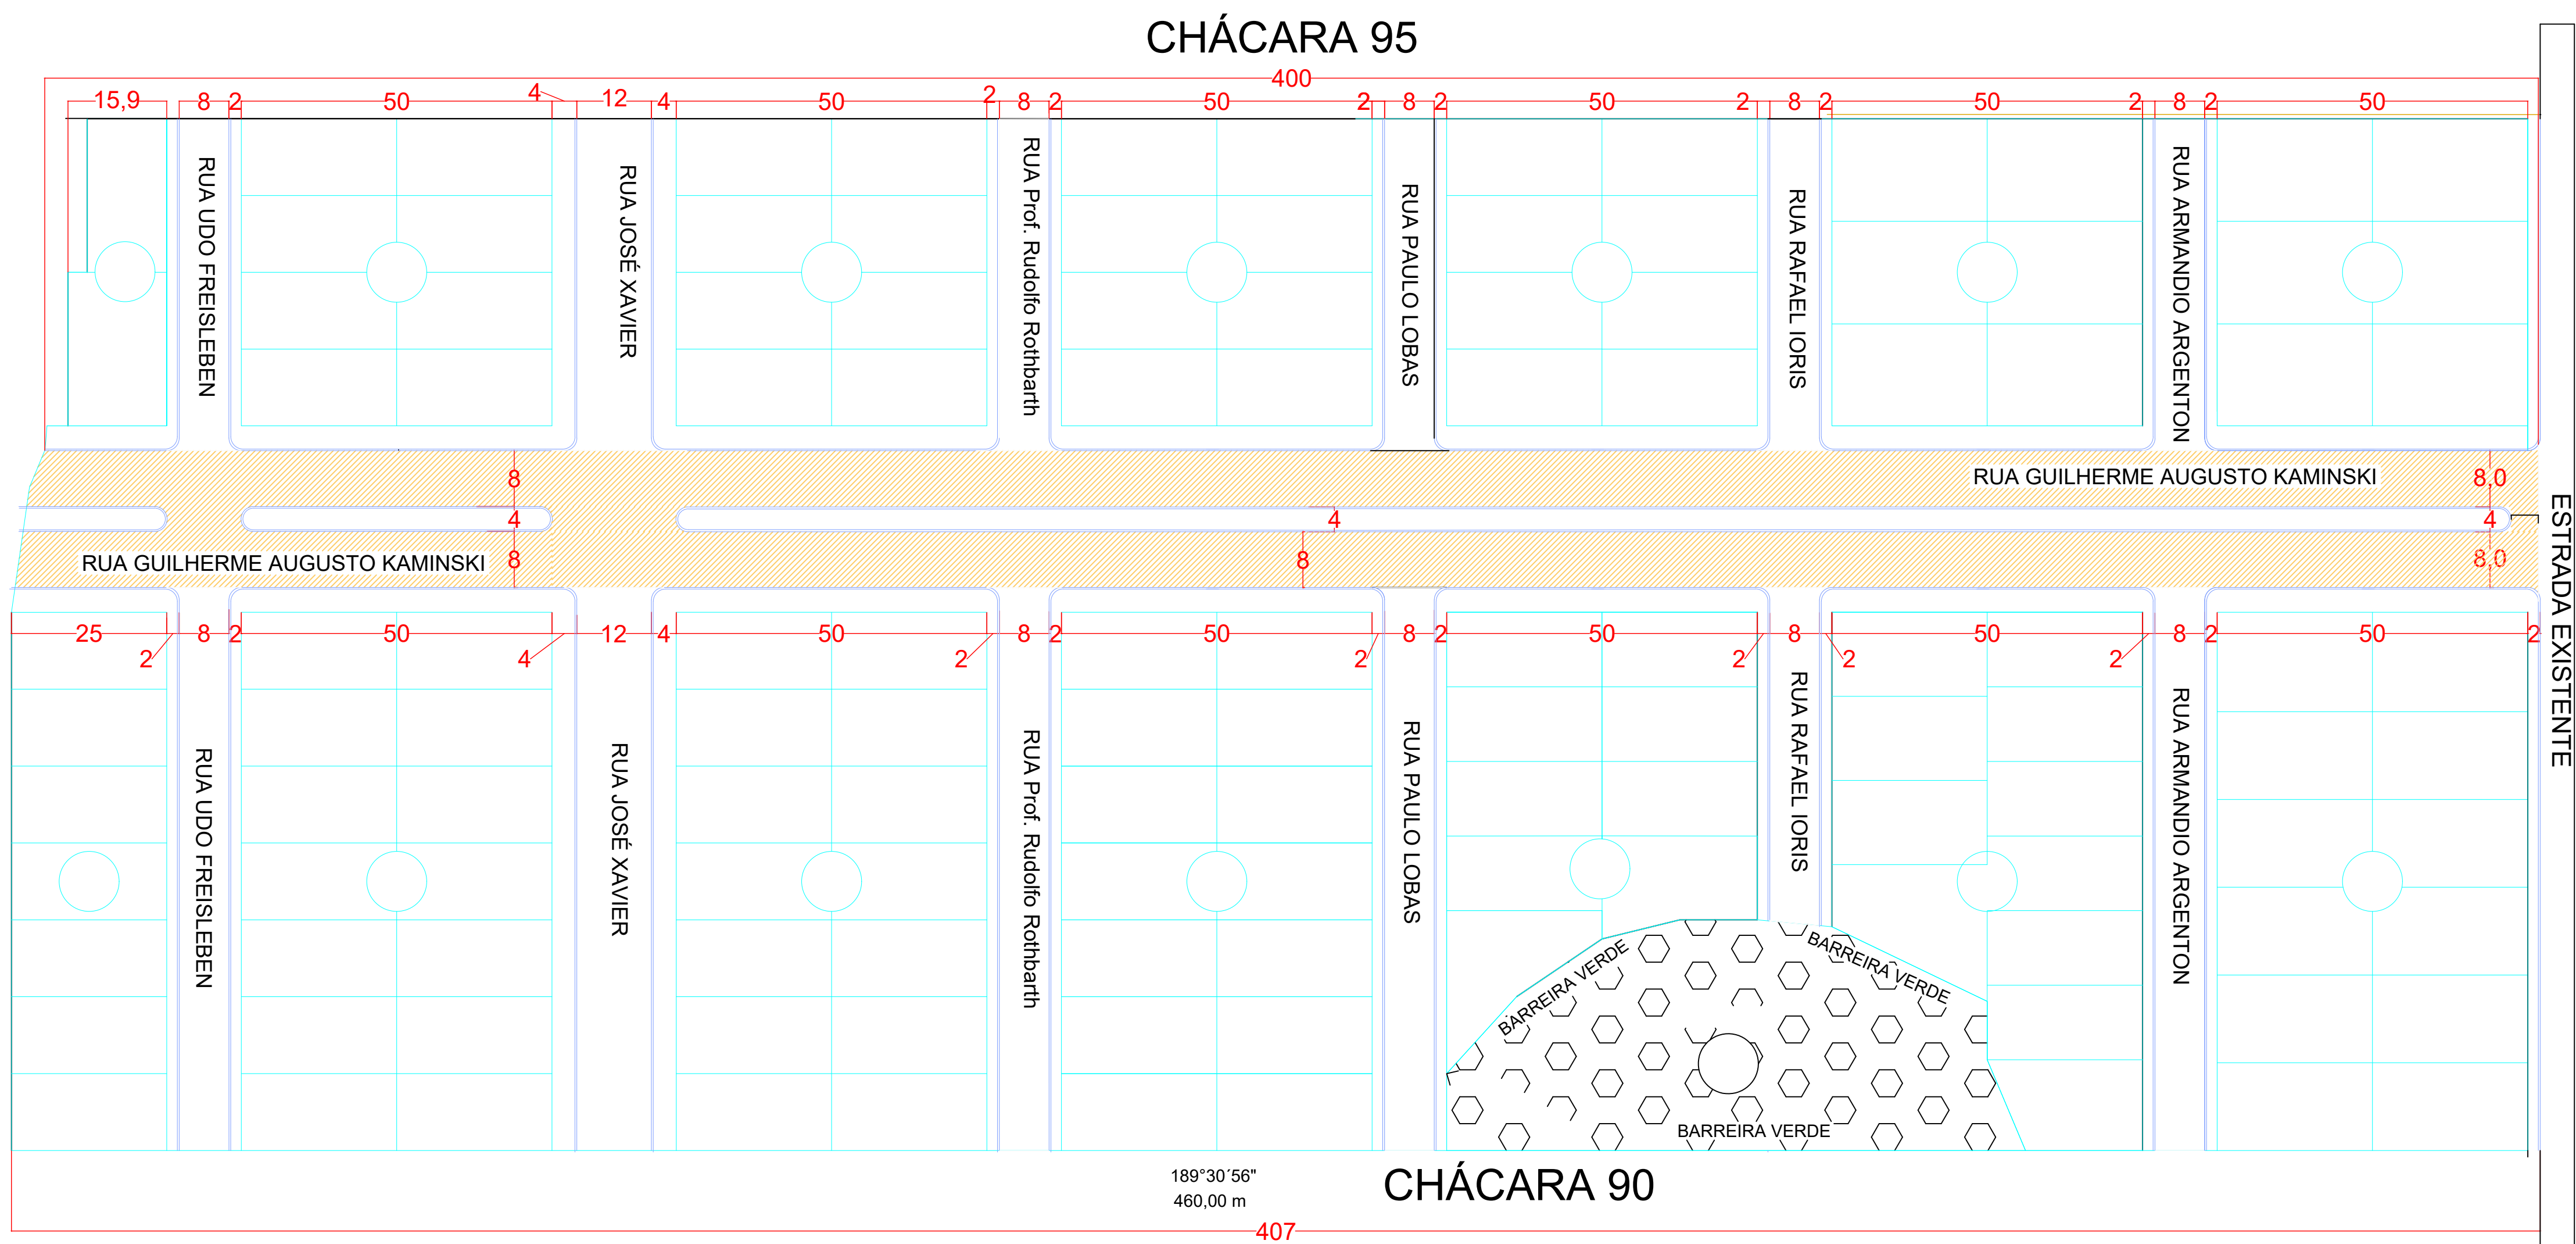 CHÁCARA 95
400
15,9 8 2 50 4 12 4 50 2 8 2 50 2 8 2 50 2 8 2 50 2 8 2 50
RUA UDO FREISLEBEN
RUA JOSÉ XAVIER
RUA Prof. Rudolfo Rothbarth
RUA PAULO LOBAS
RUA RAFAEL IORIS
RUA ARMANDIO ARGENTON
8
RUA GUILHERME AUGUSTO KAMINSKI
8,0
4
4
4
RUA GUILHERME AUGUSTO KAMINSKI
8
8
8,0
ESTRADA EXISTENTE
25 8 2 50 12 4 50 8 2 50 8 2 50 8 50 8 2 50 2
2 4 2 2 2 2 2
RUA UDO FREISLEBEN
RUA JOSÉ XAVIER
RUA Prof. Rudolfo Rothbarth
RUA PAULO LOBAS
RUA RAFAEL IORIS
RUA ARMANDIO ARGENTON
BARREIRA VERDE
BARREIRA VERDE
BARREIRA VERDE
189°30´56"
460,00 m
CHÁCARA 90
407